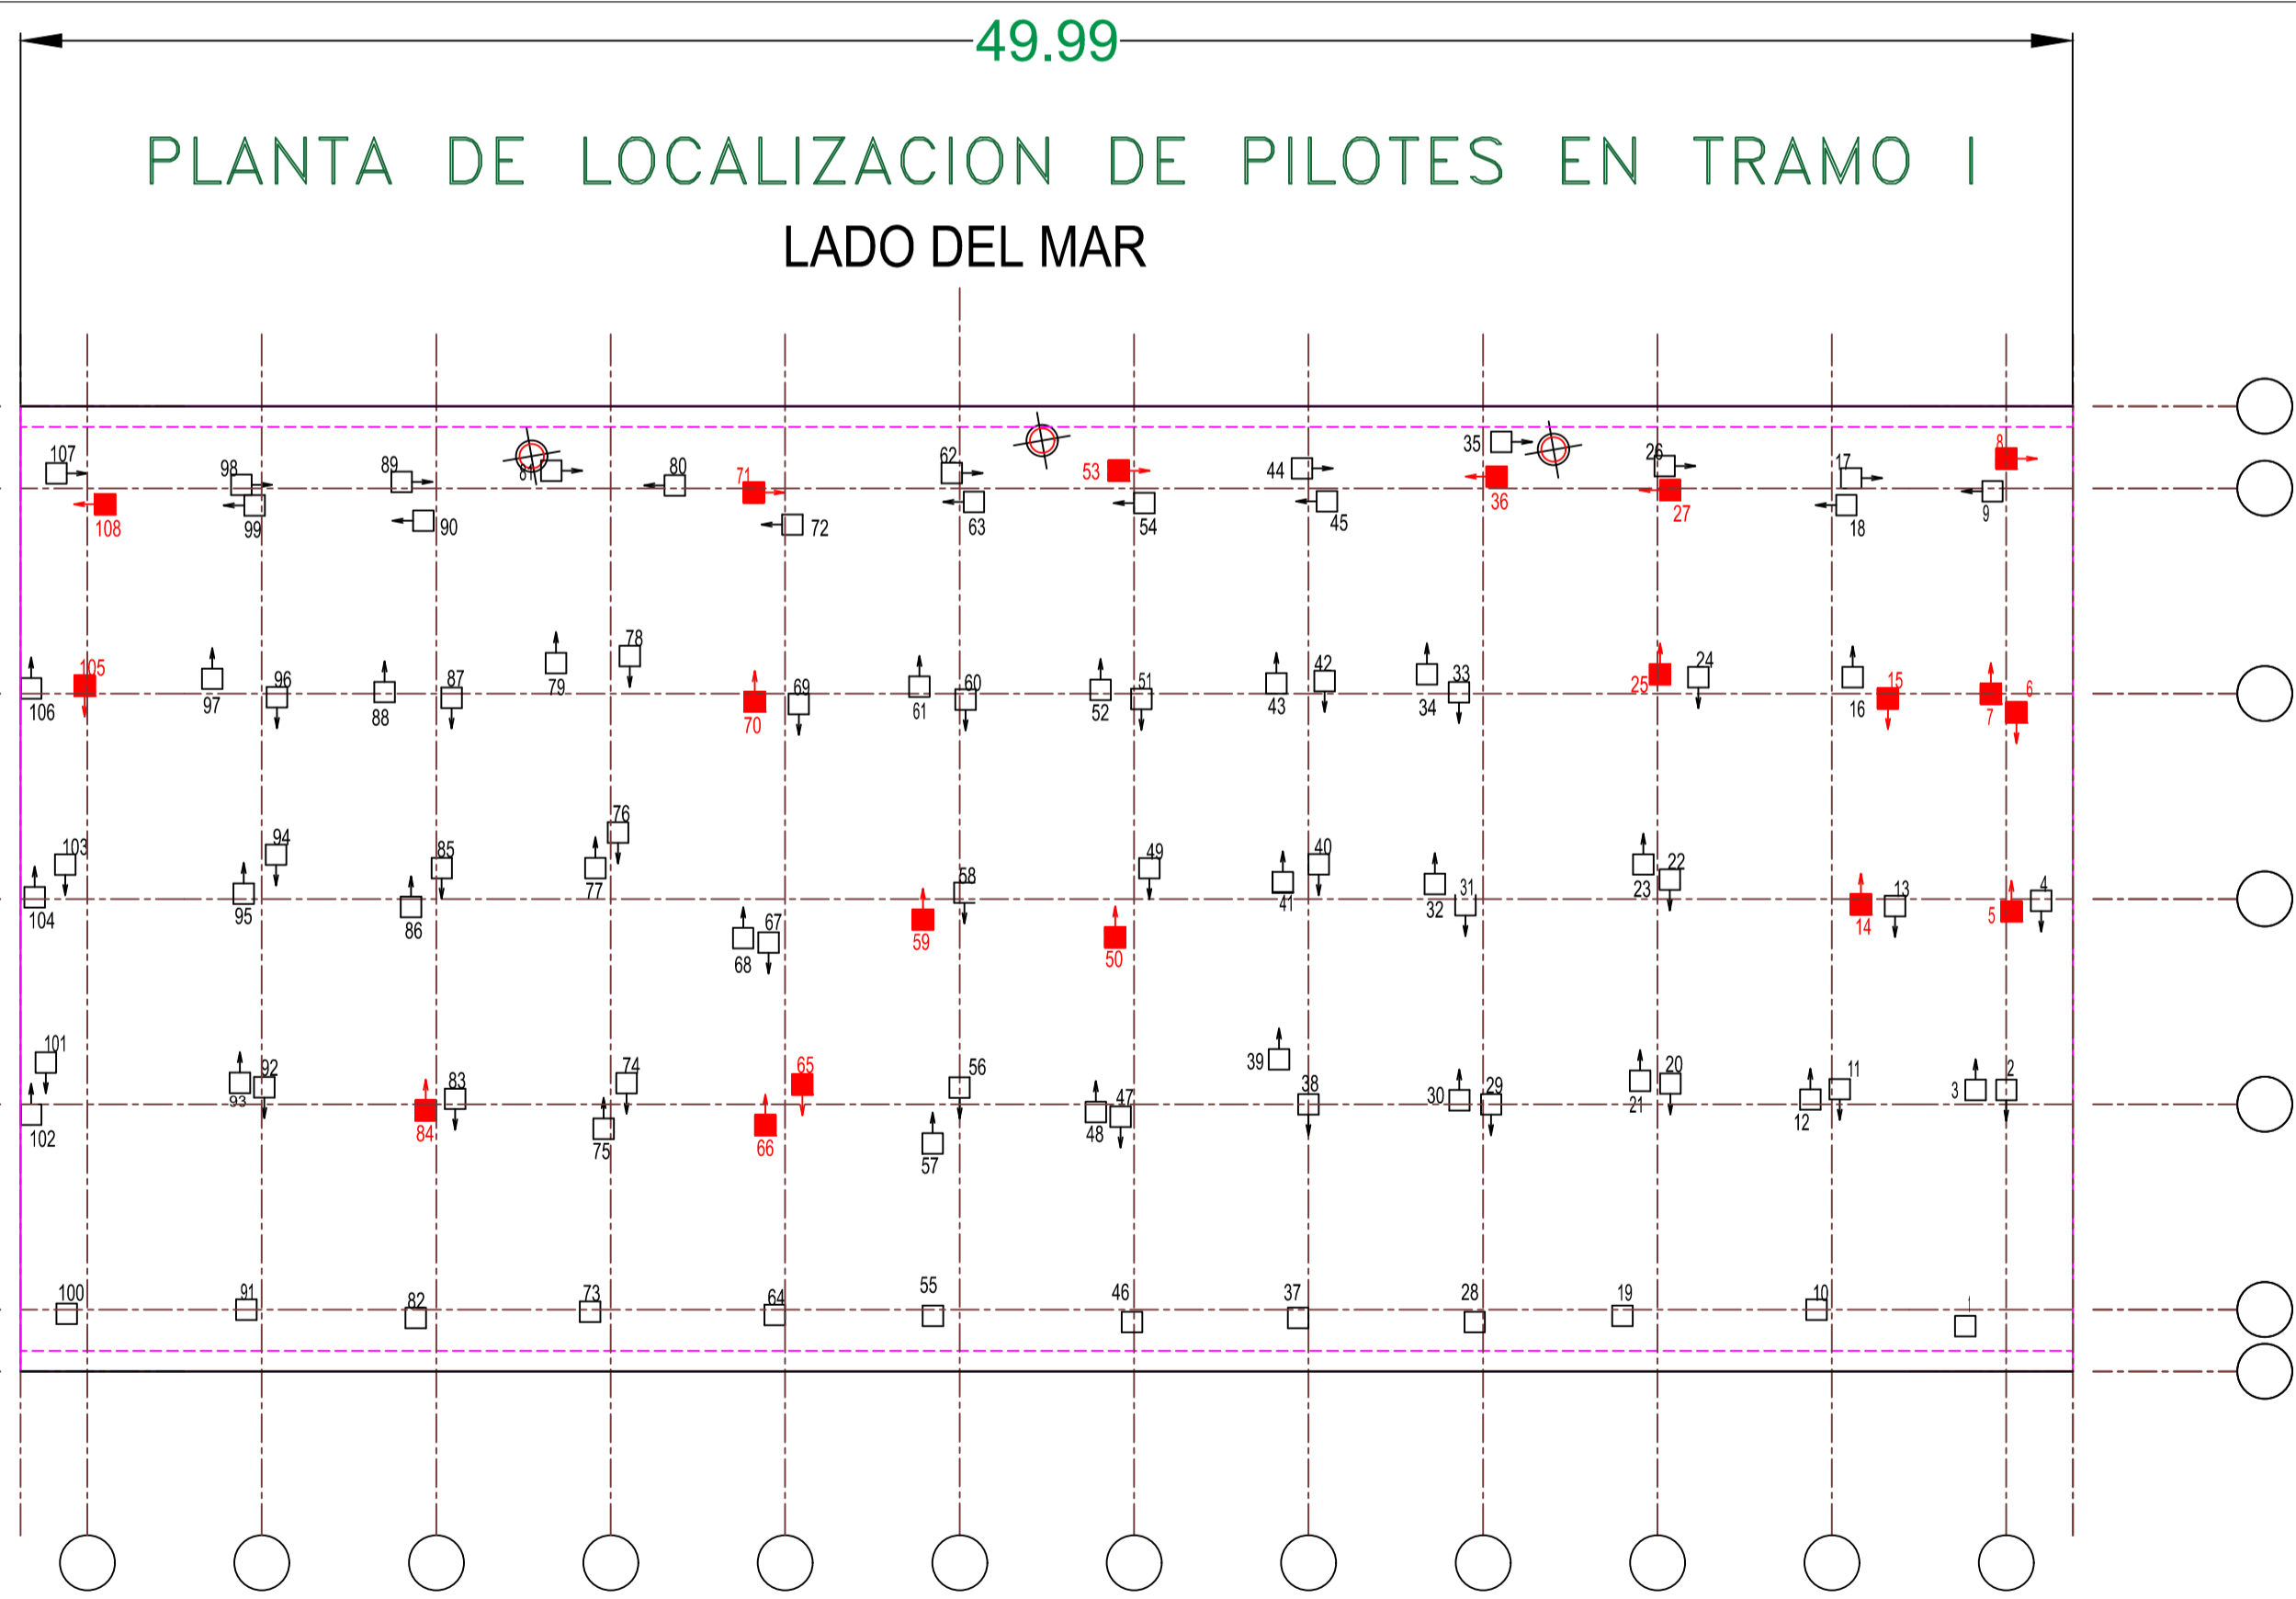 49.99
PLANTA DE LOCALIZACION DE PILOTES EN TRAMO I
LADO DEL MAR
107 98 89 81 80 71 62 53 44 35 26 17 8
108 99 90 72 63 54 45 36 27 18 9
105 96 87 79 78 69 60 51 42 33 24 15 6
106 97 88 70 61 52 43 34 25 16 7
103 94 85 76 67 58 49 40 31 22 13 4
104 95 86 77 68 59 50 41 32 23 14 5
101 92 83 74 65 56 47 38 29 20 11 2
102 93 84 75 66 57 48 39 30 21 12 3
100 91 82 73 64 55 46 37 28 19 10 1